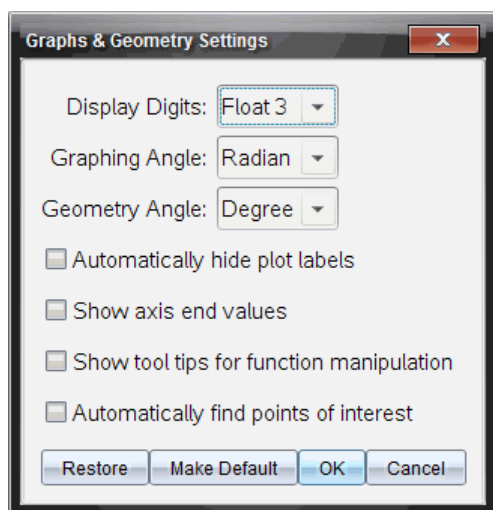 Graphs & Geometry Settings
X
Display Digits: Float 3
Graphing Angle: Radian
Geometry Angle: Degree
Automatically hide plot labels
Show axis end values
Show tool tips for function manipulation
Automatically find points of interest
Restore Make Default OK Cancel